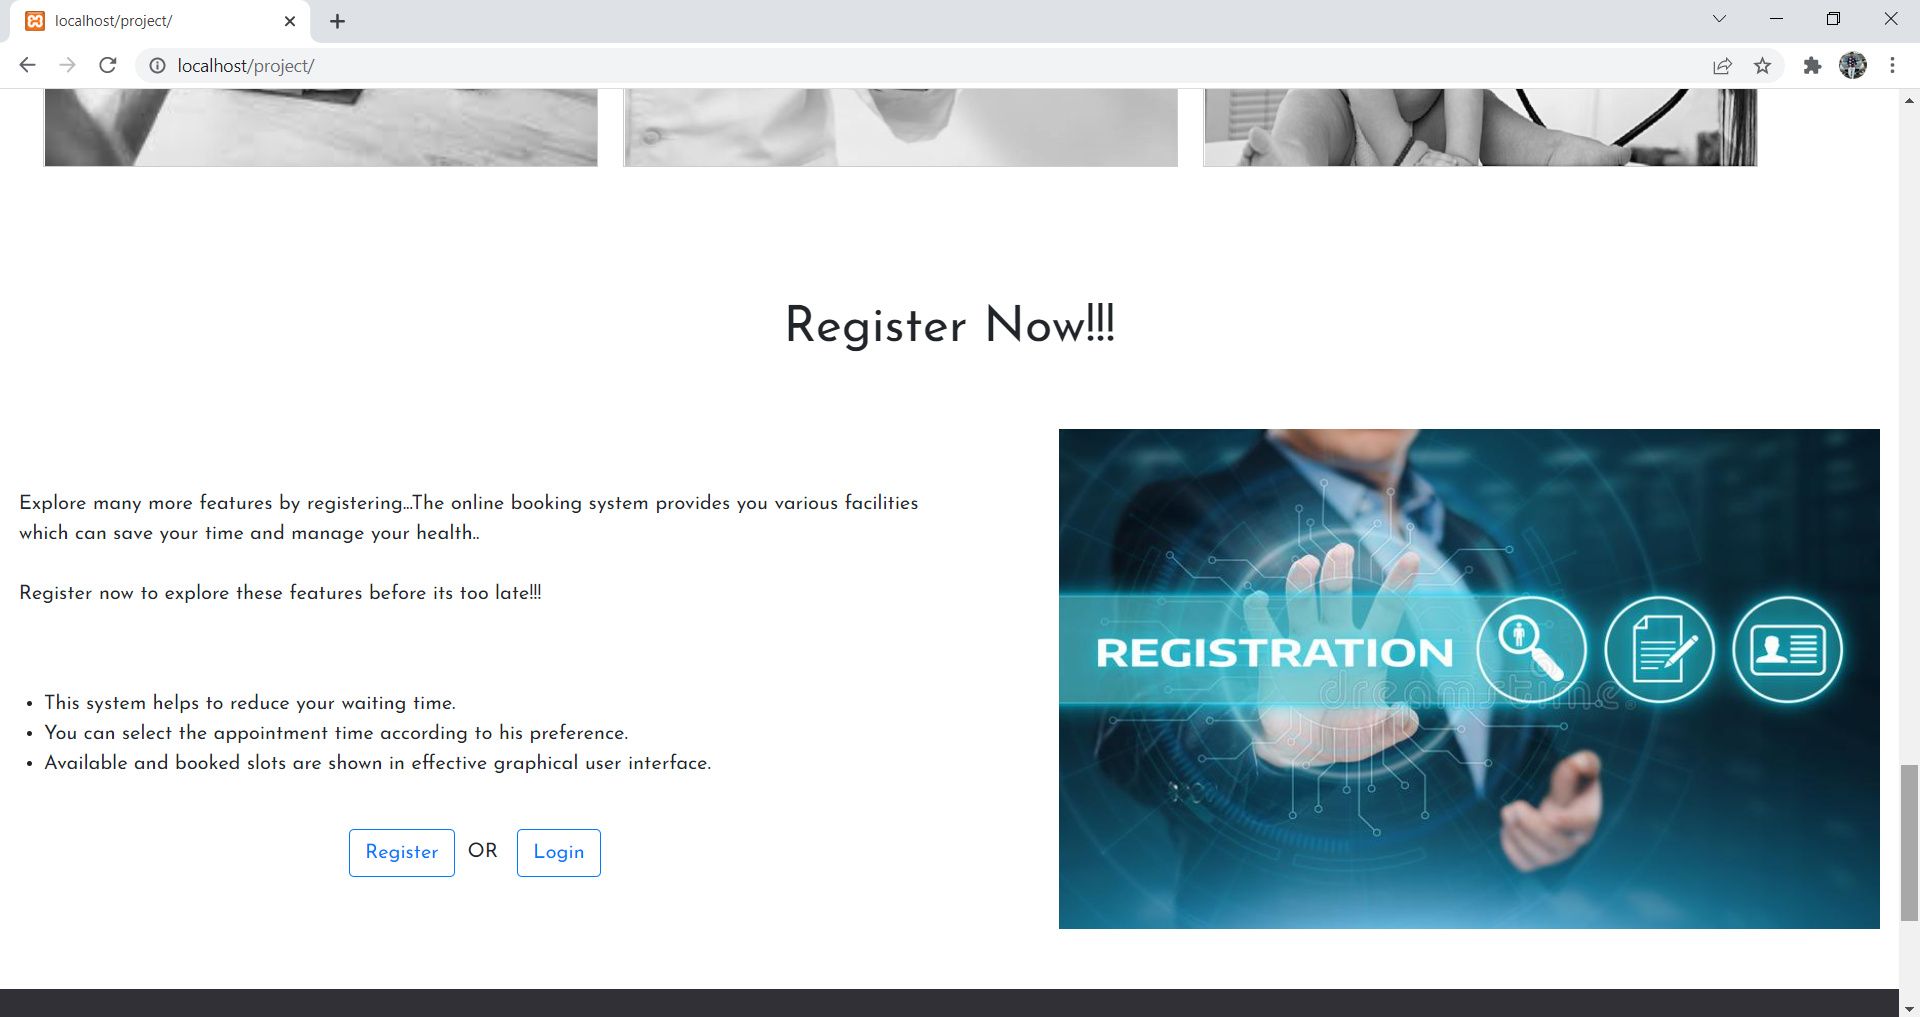 localhost/project/
localhost/project/
Register Now!!!
Explore many more features by registering...The online booking system provides you various facilities
which can save your time and manage your health..
Register now to explore these features before its too late!!!
• This system helps to reduce your waiting time.
• You can select the appointment time according to his preference.
• Available and booked slots are shown in effective graphical user interface.
Register OR Login
REGISTRATION
dreamstime®